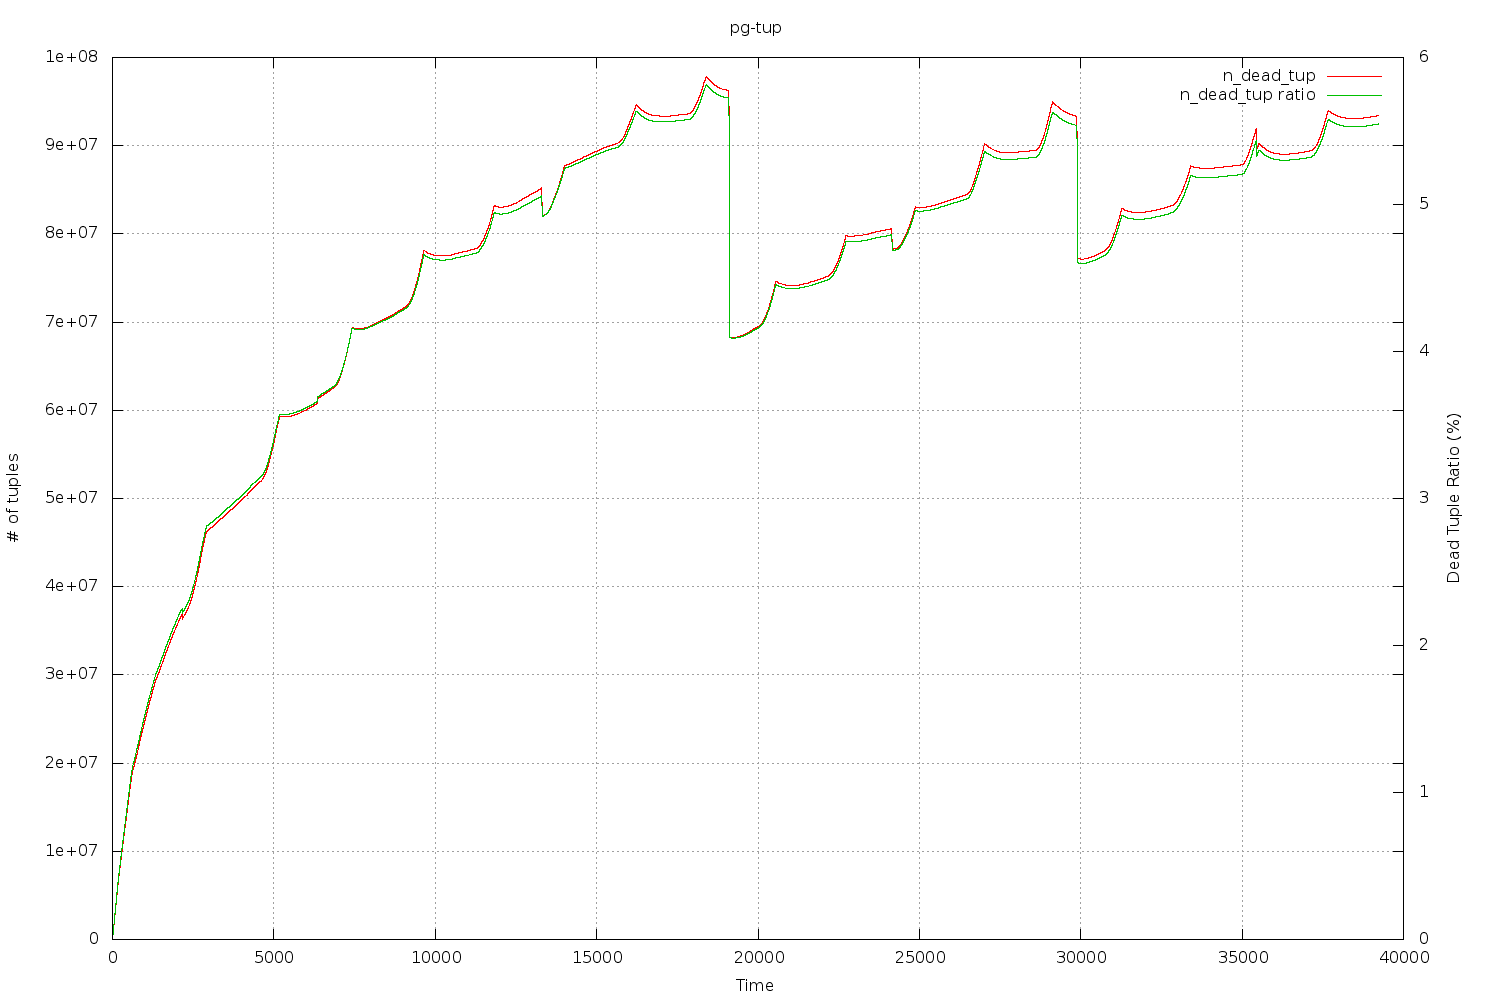 pg-tup
n_dead_tup
n_dead_tup ratio
1e+08
9e+07
8e+07
7e+07
6e+07
5e+07
4e+07
3e+07
2e+07
1e+07
0
# of tuples
6
5
4
3
2
1
0
Dead Tuple Ratio (%)
0 5000 10000 15000 20000 25000 30000 35000 40000
Time